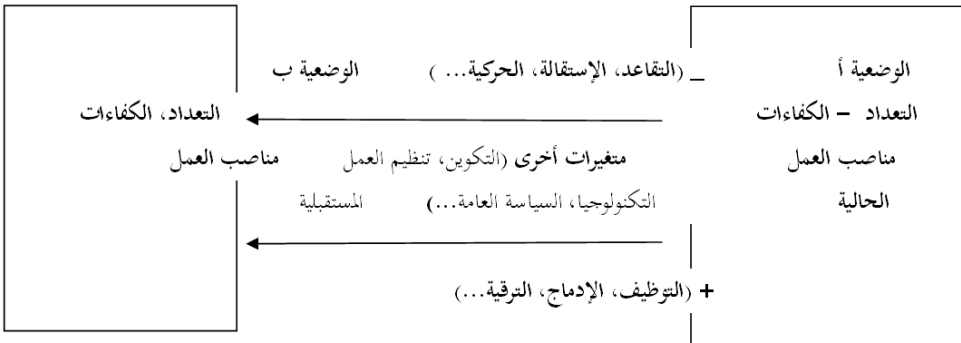 الوضعية أ _ (التقاعد، الإستقالة، الحركية... ) الوضعية ب
التعداد – الكفاءات التعداد، الكفاءات
مناصب العمل متغيرات أخرى (التكوين، تنظيم العمل مناصب العمل
الحالية التكنولوجيا، السياسة العامة...) المستقبلية
+ (التوظيف، الإدماج، الترقية...)